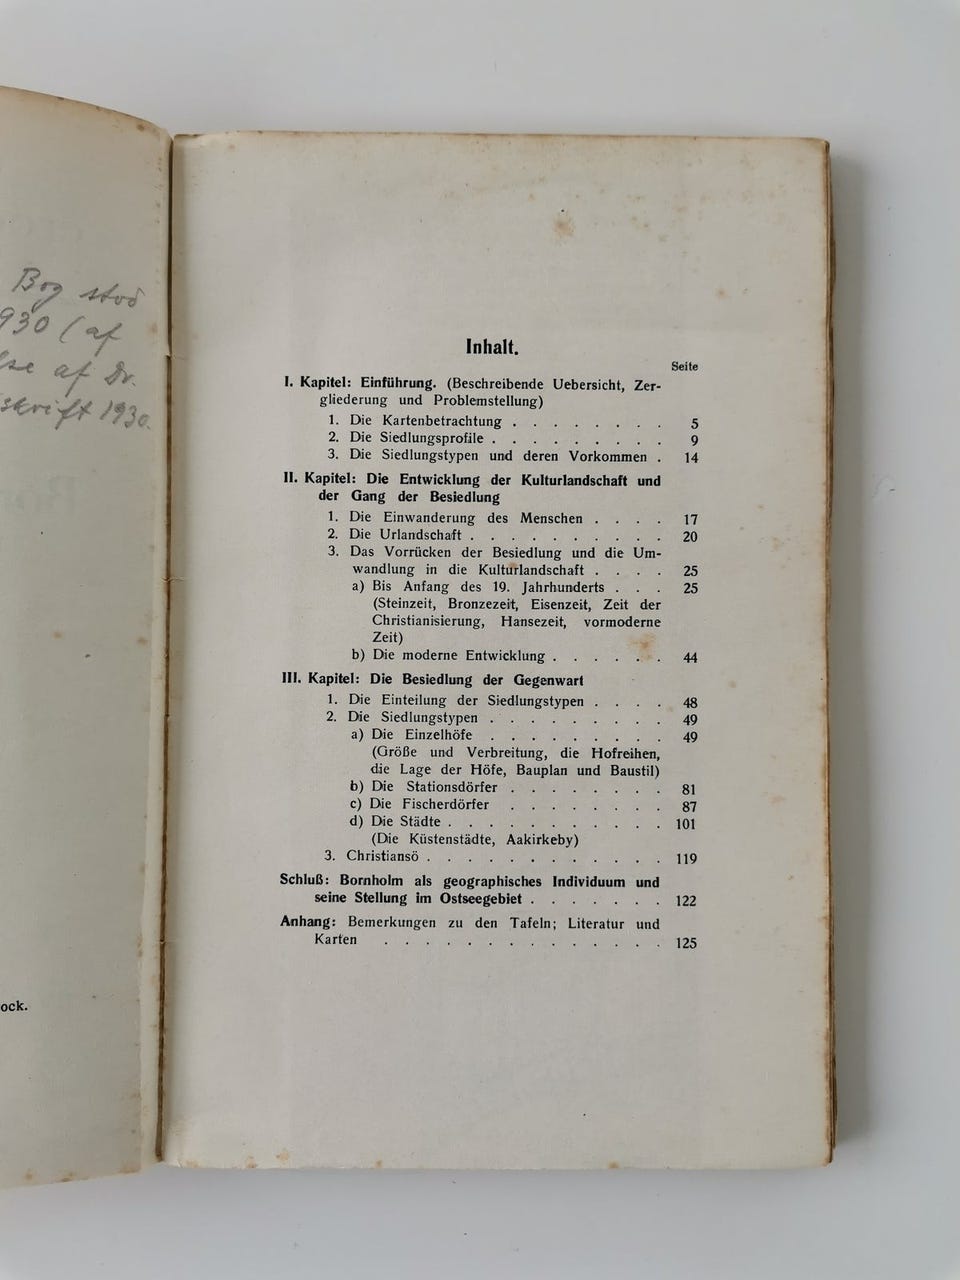 Bog stod
930 (af
lse af Dr.
skrift 1930.
ock.
Inhalt.
Seite
I. Kapitel: Einführung. (Beschreibende Uebersicht, Zer-
gliederung und Problemstellung)
1. Die Kartenbetrachtung . . . . . . . . 5
2. Die Siedlungsprofile . . . . . . . . . 9
3. Die Siedlungstypen und deren Vorkommen . 14
II. Kapitel: Die Entwicklung der Kulturlandschaft und
der Gang der Besiedlung
1. Die Einwanderung des Menschen . . . . 17
2. Die Urlandschaft . . . . . . . . . . 20
3. Das Vorrücken der Besiedlung und die Um-
wandlung in die Kulturlandschaft . . . . 25
a) Bis Anfang des 19. Jahrhunderts . . . 25
(Steinzeit, Bronzezeit, Eisenzeit, Zeit der
Christianisierung, Hansezeit, vormoderne
Zeit)
b) Die moderne Entwicklung . . . . . . 44
III. Kapitel: Die Besiedlung der Gegenwart
1. Die Einteilung der Siedlungstypen . . . . 48
2. Die Siedlungstypen . . . . . . . . . 49
a) Die Einzelhöfe . . . . . . . . . 49
(Größe und Verbreitung, die Hofreihen,
die Lage der Höfe, Bauplan und Baustil)
b) Die Stationsdörfer . . . . . . . . 81
c) Die Fischerdörfer . . . . . . . . 87
d) Die Städte . . . . . . . . . . . 101
(Die Küstenstädte, Aakirkeby)
3. Christiansö . . . . . . . . . . . . 119
Schluß: Bornholm als geographisches Individuum und
seine Stellung im Ostseegebiet . . . . . . . 122
Anhang: Bemerkungen zu den Tafeln; Literatur und
Karten . . . . . . . . . . . . . . 125